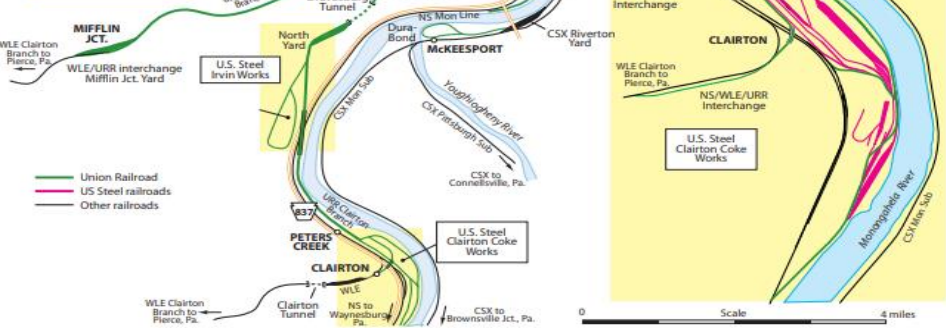 Tunnel
MIFFLIN
JCT.
WLE Clairton
Branch to
Pierce, Pa.
WLE/URR interchange
Mifflin Jct. Yard
North
Yard
U.S. Steel
Irvin Works
NS Mon Line
Dura-
Bond
McKEESPORT
CSX Riverton
Yard
CSX Mon Sub
Youghiogheny River
CSX Pittsburgh Sub
CSX to
Connellsville, Pa.
Union Railroad
US Steel railroads
Other railroads
837
URR Clairton
Branch
PETERS
CREEK
U.S. Steel
Clairton Coke
Works
CLAIRTON
WLE
WLE Clairton
Branch to
Pierce, Pa.
Clairton
Tunnel
NS to
Waynesburg
Pa.
CSX to
Brownsville Jct., Pa.
Interchange
CLAIRTON
WLE Clairton
Branch to
Pierce, Pa.
NS/WLE/URR
Interchange
U.S. Steel
Clairton Coke
Works
Monongahela River
CSX Mon Sub
0
Scale
4 miles